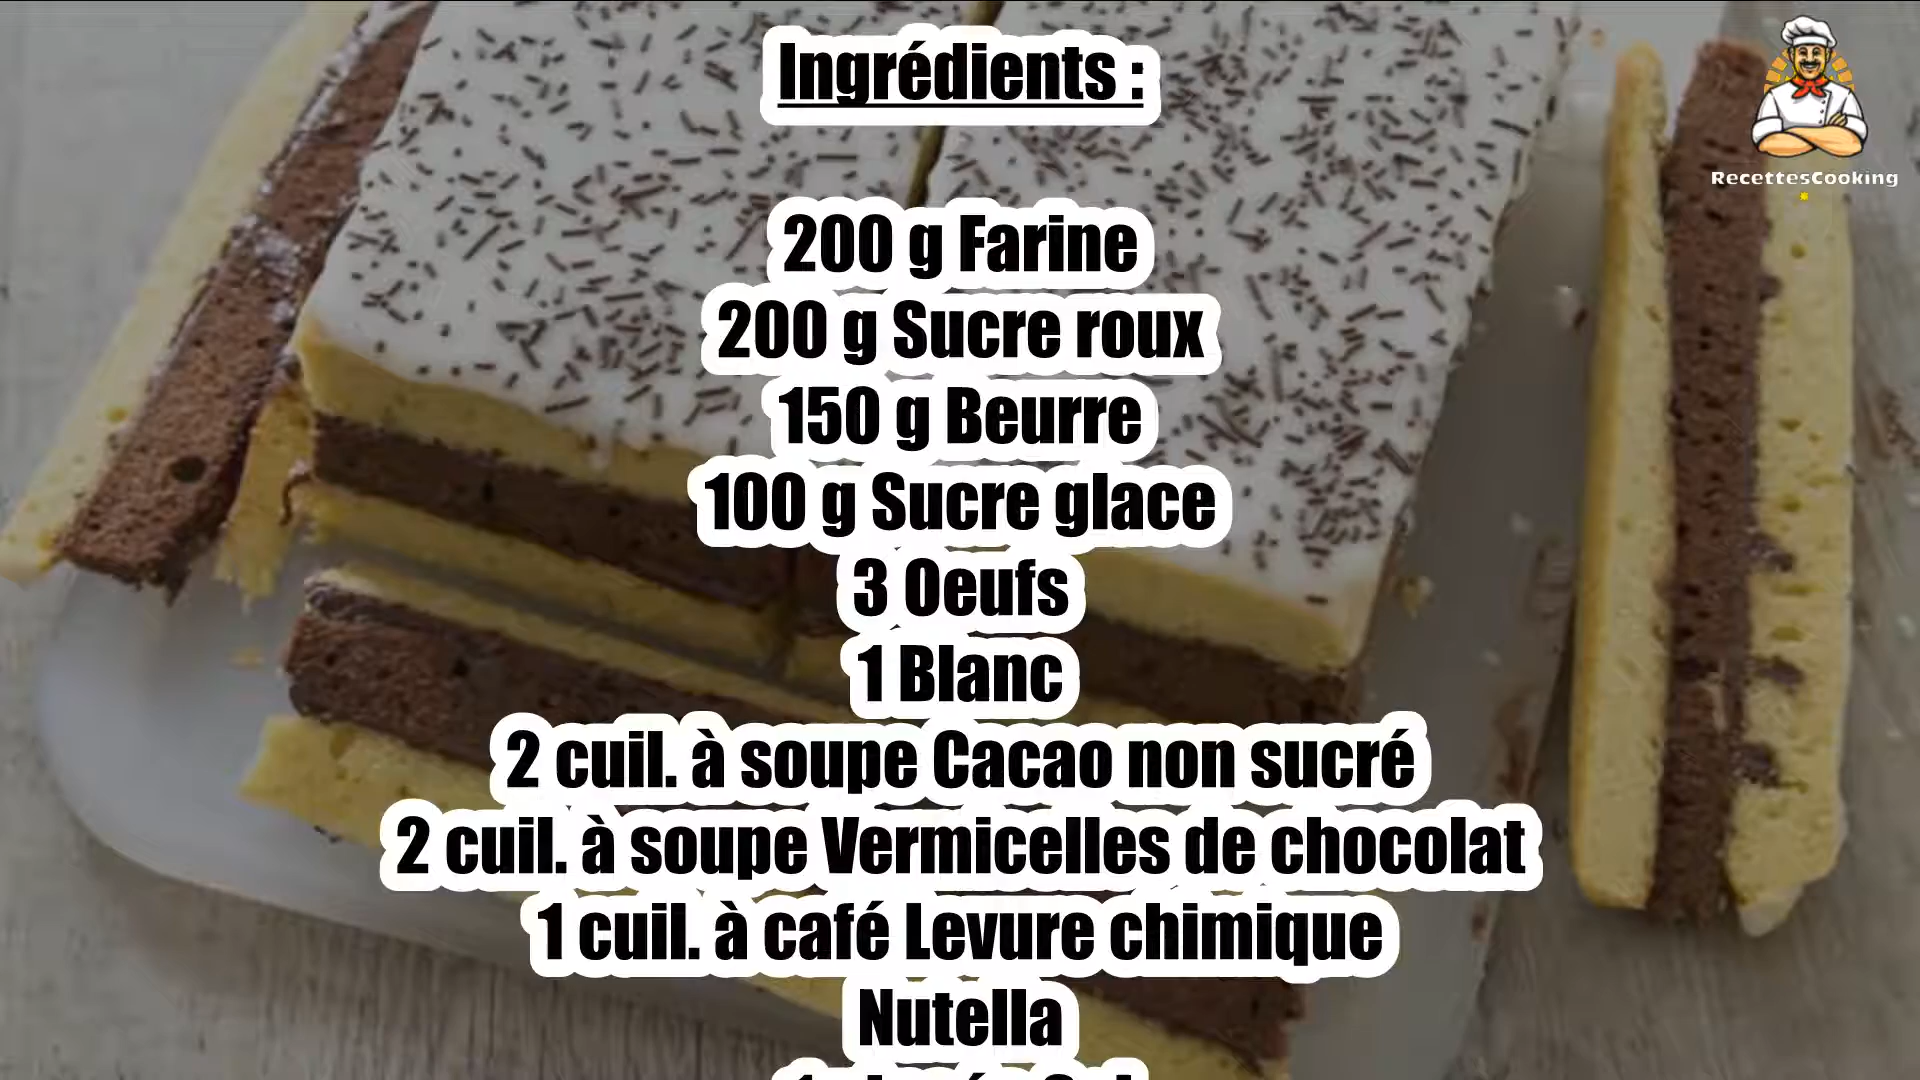 Ingrédients :
RecettesCooking
200 g Farine
200 g Sucre roux
150 g Beurre
100 g Sucre glace
3 Oeufs
1 Blanc
2 cuil. à soupe Cacao non sucré
2 cuil. à soupe Vermicelles de chocolat
1 cuil. à café Levure chimique
Nutella